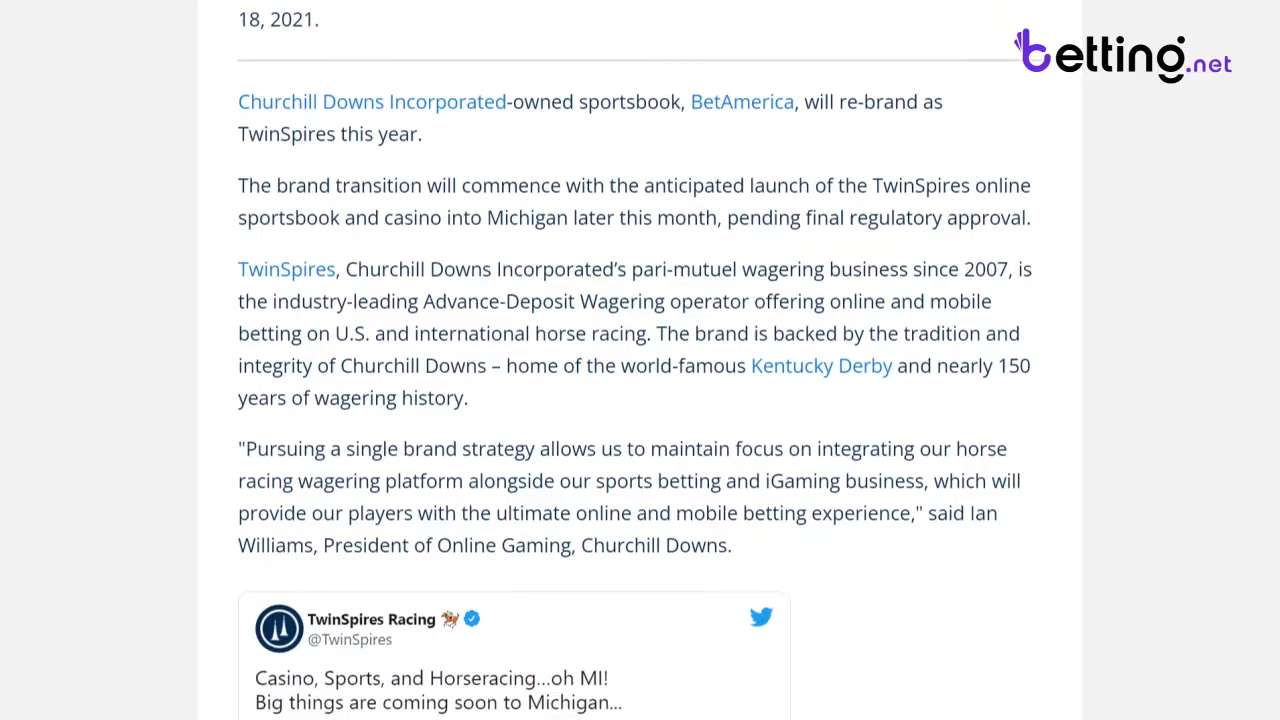 18, 2021.
betting.net
Churchill Downs Incorporated-owned sportsbook, BetAmerica, will re-brand as
TwinSpires this year.
The brand transition will commence with the anticipated launch of the TwinSpires online
sportsbook and casino into Michigan later this month, pending final regulatory approval.
TwinSpires, Churchill Downs Incorporated’s pari-mutuel wagering business since 2007, is
the industry-leading Advance-Deposit Wagering operator offering online and mobile
betting on U.S. and international horse racing. The brand is backed by the tradition and
integrity of Churchill Downs – home of the world-famous Kentucky Derby and nearly 150
years of wagering history.
"Pursuing a single brand strategy allows us to maintain focus on integrating our horse
racing wagering platform alongside our sports betting and iGaming business, which will
provide our players with the ultimate online and mobile betting experience," said Ian
Williams, President of Online Gaming, Churchill Downs.
TwinSpires Racing 🏇
@TwinSpires
Casino, Sports, and Horseracing...oh MI!
Big things are coming soon to Michigan...